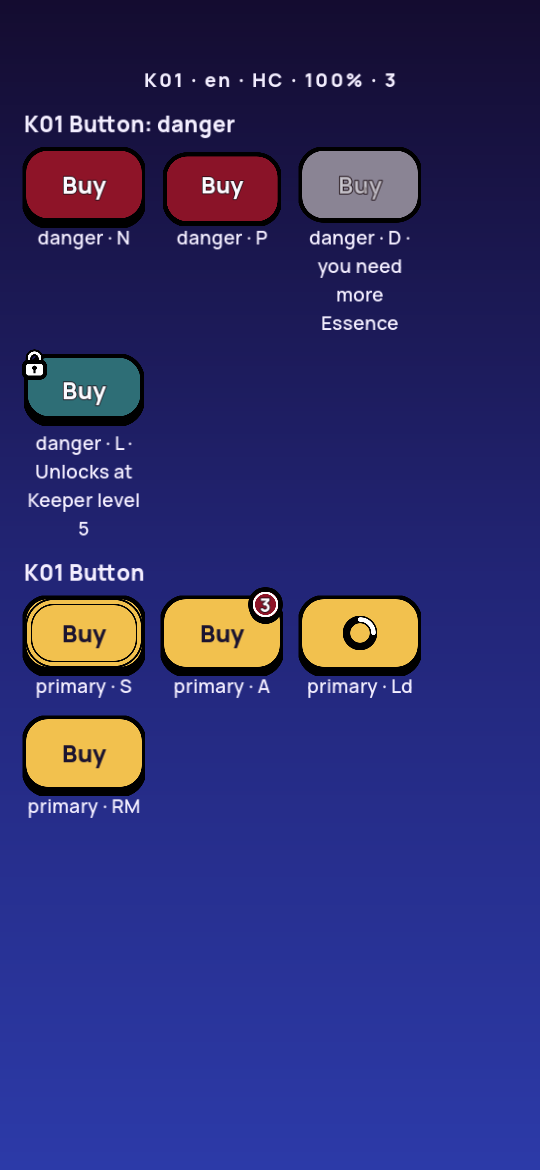 K01 · en · HC · 100% · 3
K01 Button: danger
Buy Buy Buy
danger · N danger · P danger · D ·
you need
more
Essence
Buy
danger · L ·
Unlocks at
Keeper level
5
K01 Button
3
Buy Buy
primary · S primary · A primary · Ld
Buy
primary · RM